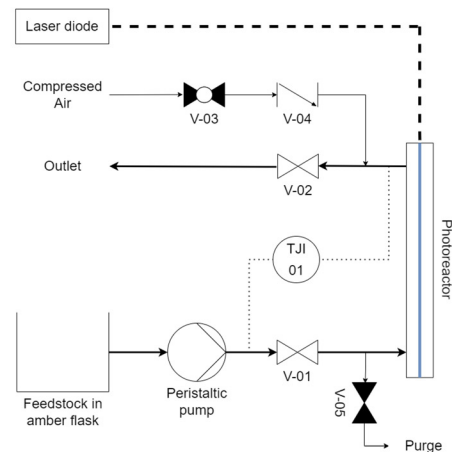 Laser diode
Compressed
Air
V-03
V-04
Outlet
V-02
Photoreactor
TJI
01
V-01
Peristaltic
pump
Feedstock in
amber flask
V-05
Purge